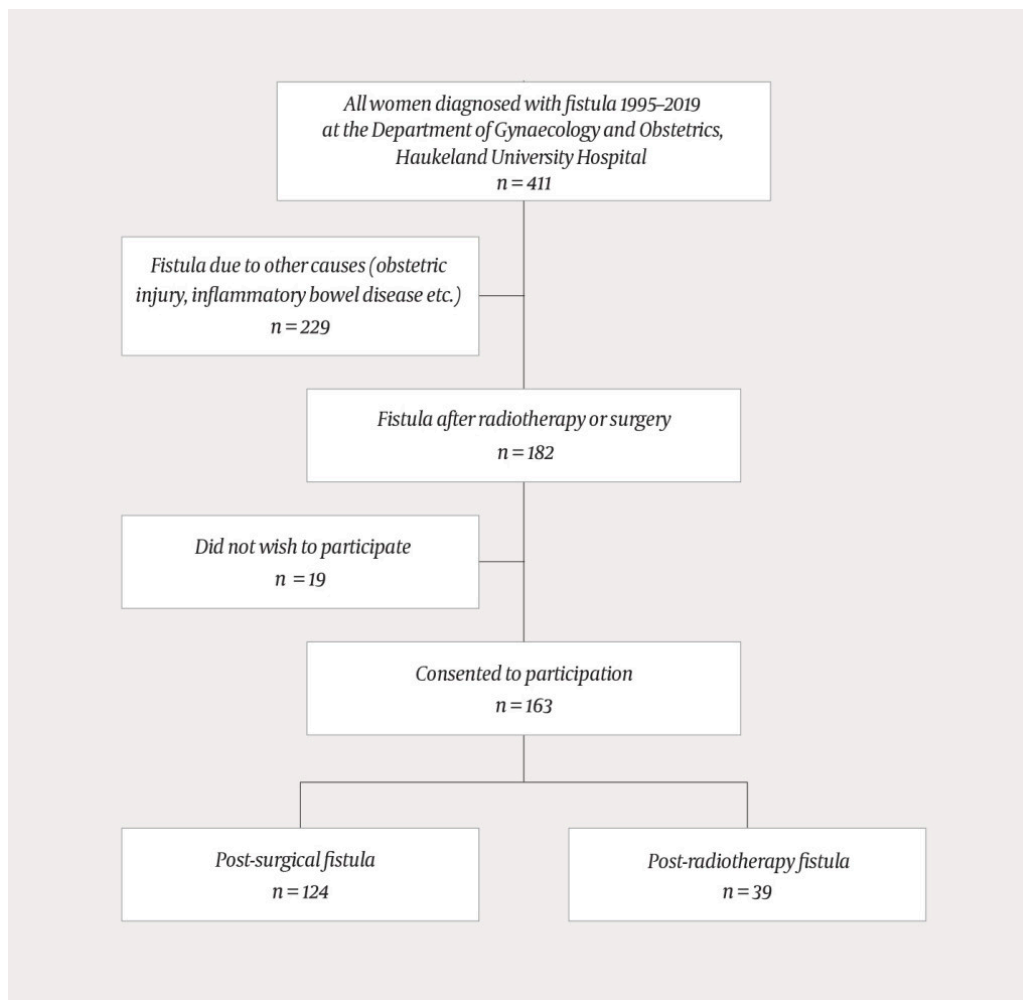 All women diagnosed with fistula 1995–2019
at the Department of Gynaecology and Obstetrics,
Haukeland University Hospital
n = 411
Fistula due to other causes (obstetric
injury, inflammatory bowel disease etc.)
n = 229
Fistula after radiotherapy or surgery
n = 182
Did not wish to participate
n = 19
Consented to participation
n = 163
Post-surgical fistula
n = 124
Post-radiotherapy fistula
n = 39